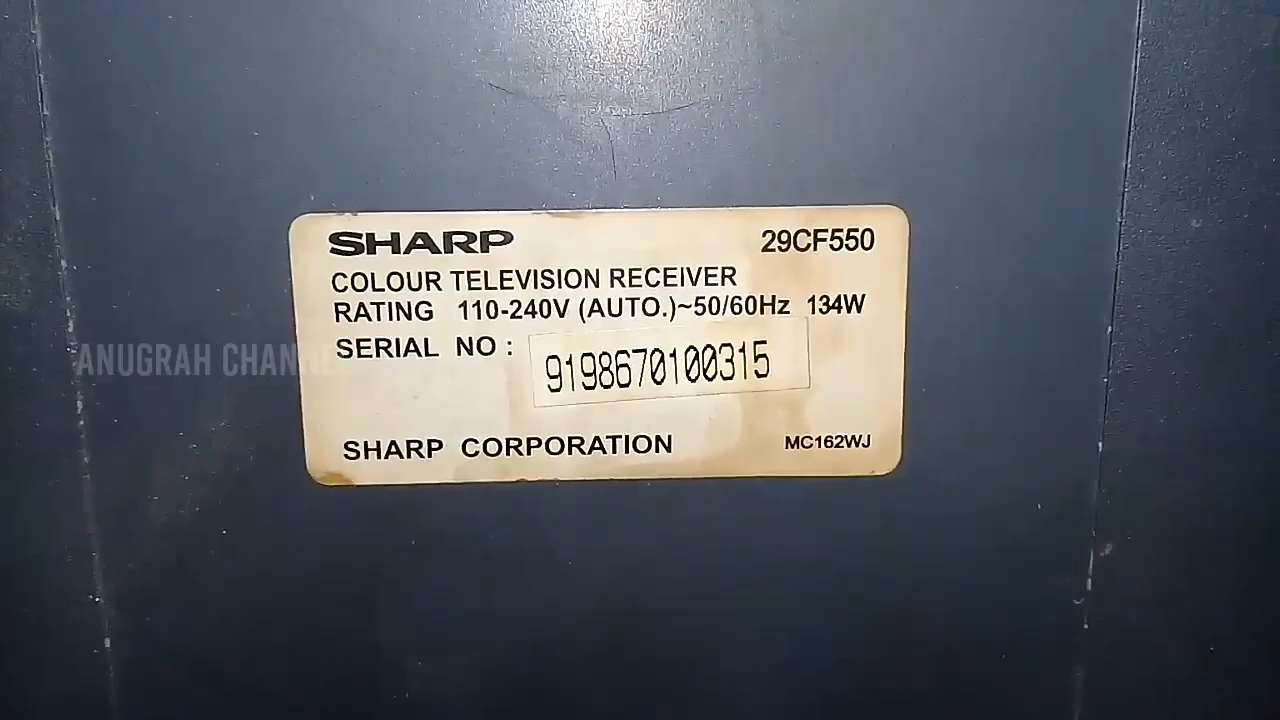 SHARP 29CF550
COLOUR TELEVISION RECEIVER
RATING 110-240V (AUTO.)~50/60Hz 134W
SERIAL NO : 9198670100315
ANUGRAH CHANNE
SHARP CORPORATION MC162WJ